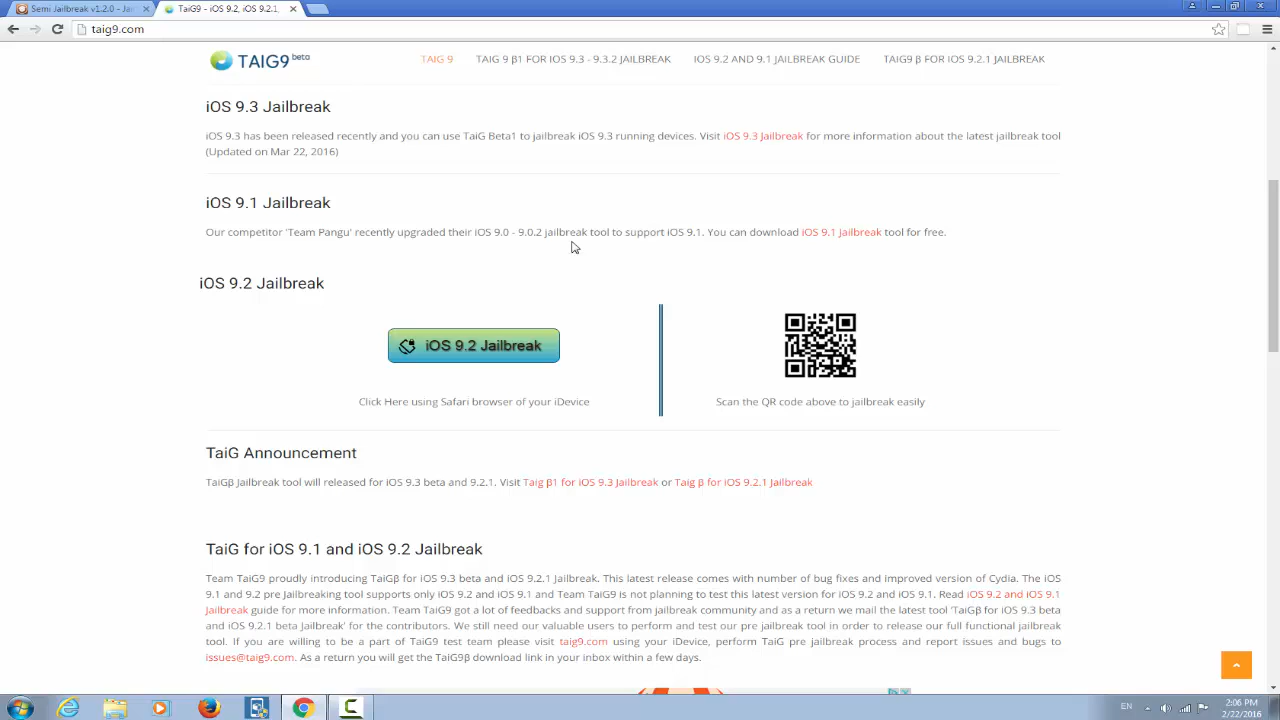 Semi Jailbreak v1.2.0 - Jai
TaiG9 - iOS 9.2, iOS 9.2.1,
taig9.com
TAIG9 beta
TAIG 9
TAIG 9 β1 FOR IOS 9.3 - 9.3.2 JAILBREAK
IOS 9.2 AND 9.1 JAILBREAK GUIDE
TAIG9 β FOR IOS 9.2.1 JAILBREAK
iOS 9.3 Jailbreak
iOS 9.3 has been released recently and you can use TaiG Beta1 to jailbreak iOS 9.3 running devices. Visit iOS 9.3 Jailbreak for more information about the latest jailbreak tool
(Updated on Mar 22, 2016)
iOS 9.1 Jailbreak
Our competitor 'Team Pangu' recently upgraded their iOS 9.0 - 9.0.2 jailbreak tool to support iOS 9.1. You can download iOS 9.1 Jailbreak tool for free.
iOS 9.2 Jailbreak
iOS 9.2 Jailbreak
Click Here using Safari browser of your iDevice
Scan the QR code above to jailbreak easily
TaiG Announcement
TaiGβ Jailbreak tool will released for iOS 9.3 beta and 9.2.1. Visit Taig β1 for iOS 9.3 Jailbreak or Taig β for iOS 9.2.1 Jailbreak
TaiG for iOS 9.1 and iOS 9.2 Jailbreak
Team TaiG9 proudly introducing TaiGβ for iOS 9.3 beta and iOS 9.2.1 Jailbreak. This latest release comes with number of bug fixes and improved version of Cydia. The iOS
9.1 and 9.2 pre Jailbreaking tool supports only iOS 9.2 and iOS 9.1 and Team TaiG9 is not planning to test this latest version for iOS 9.2 and iOS 9.1. Read iOS 9.2 and iOS 9.1
Jailbreak guide for more information. Team TaiG9 got a lot of feedbacks and support from jailbreak community and as a return we mail the latest tool 'TaiGβ for iOS 9.3 beta
and iOS 9.2.1 beta Jailbreak' for the contributors. We still need our valuable users to perform and test our pre jailbreak tool in order to release our full functional jailbreak
tool. If you are willing to be a part of TaiG9 test team please visit taig9.com using your iDevice, perform TaiG pre jailbreak process and report issues and bugs to
issues@taig9.com. As a return you will get the TaiG9β download link in your inbox within a few days.
EN
2:06 PM
2/22/2016